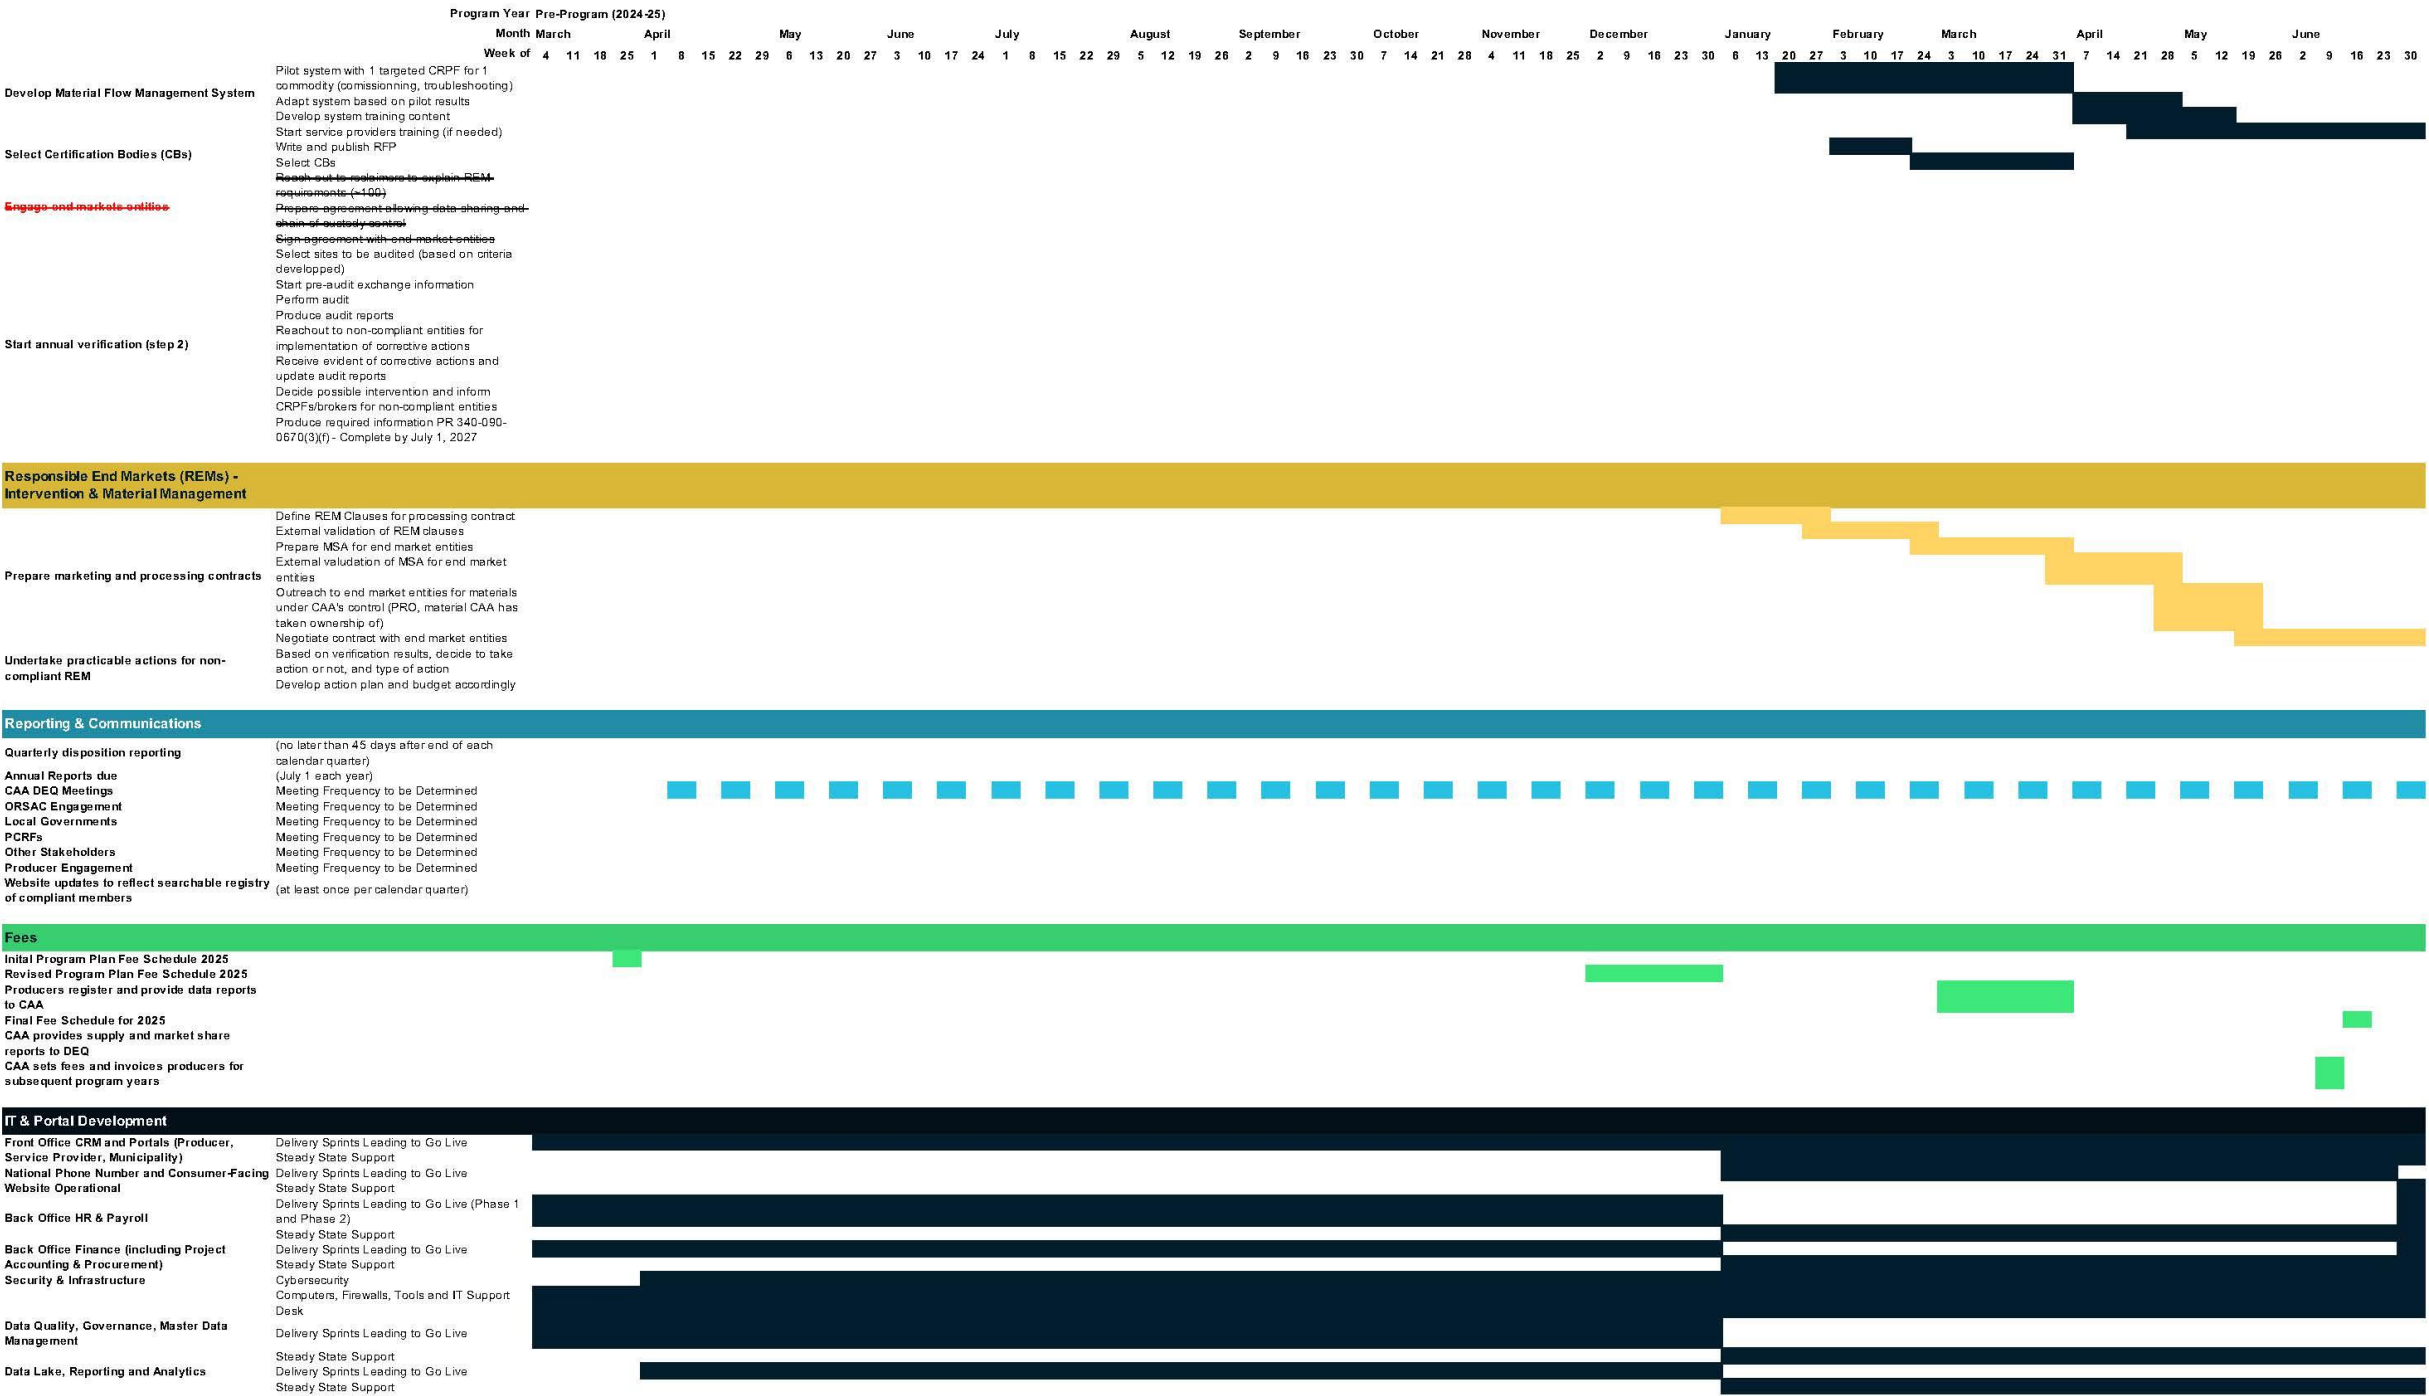 Program Year Pre-Program (2024-25)
Month March April May June July August September October November December January February March April May June
Week of 4 11 18 25 1 8 15 22 29 6 13 20 27 3 10 17 24 1 8 15 22 29 5 12 19 26 2 9 16 23 30 7 14 21 28 4 11 18 25 2 9 16 23 30 6 13 20 27 3 10 17 24 3 10 17 24 31 7 14 21 28 5 12 19 26 2 9 16 23 30
Develop Material Flow Management System
Pilot system with 1 targeted CRPF for 1
commodity (comissionning, troubleshooting)
Adapt system based on pilot results
Develop system training content
Start service providers training (if needed)
Select Certification Bodies (CBs)
Write and publish RFP
Select CBs
Engage end markets entities
Reach out to reclaimers to explain REM
requirements (~100)
Prepare agreement allowing data sharing and
chain of custody control
Sign agreement with end market entities
Start annual verification (step 2)
Select sites to be audited (based on criteria
developped)
Start pre-audit exchange information
Perform audit
Produce audit reports
Reachout to non-compliant entities for
implementation of corrective actions
Receive evident of corrective actions and
update audit reports
Decide possible intervention and inform
CRPFs/brokers for non-compliant entities
Produce required information PR 340-090-
0670(3)(f) - Complete by July 1, 2027
Responsible End Markets (REMs) -
Intervention & Material Management
Prepare marketing and processing contracts
Define REM Clauses for processing contract
External validation of REM clauses
Prepare MSA for end market entities
External valudation of MSA for end market
entities
Outreach to end market entities for materials
under CAA's control (PRO, material CAA has
taken ownership of)
Negotiate contract with end market entities
Undertake practicable actions for non-
compliant REM
Based on verification results, decide to take
action or not, and type of action
Develop action plan and budget accordingly
Reporting & Communications
Quarterly disposition reporting
(no later than 45 days after end of each
calendar quarter)
Annual Reports due (July 1 each year)
CAA DEQ Meetings Meeting Frequency to be Determined
ORSAC Engagement Meeting Frequency to be Determined
Local Governments Meeting Frequency to be Determined
PCRFs Meeting Frequency to be Determined
Other Stakeholders Meeting Frequency to be Determined
Producer Engagement Meeting Frequency to be Determined
Website updates to reflect searchable registry
of compliant members
(at least once per calendar quarter)
Fees
Inital Program Plan Fee Schedule 2025
Revised Program Plan Fee Schedule 2025
Producers register and provide data reports
to CAA
Final Fee Schedule for 2025
CAA provides supply and market share
reports to DEQ
CAA sets fees and invoices producers for
subsequent program years
IT & Portal Development
Front Office CRM and Portals (Producer,
Service Provider, Municipality)
Delivery Sprints Leading to Go Live
Steady State Support
National Phone Number and Consumer-Facing
Website Operational
Delivery Sprints Leading to Go Live
Steady State Support
Back Office HR & Payroll
Delivery Sprints Leading to Go Live (Phase 1
and Phase 2)
Steady State Support
Back Office Finance (including Project
Accounting & Procurement)
Delivery Sprints Leading to Go Live
Steady State Support
Security & Infrastructure
Cybersecurity
Computers, Firewalls, Tools and IT Support
Desk
Data Quality, Governance, Master Data
Management
Delivery Sprints Leading to Go Live
Steady State Support
Data Lake, Reporting and Analytics
Delivery Sprints Leading to Go Live
Steady State Support